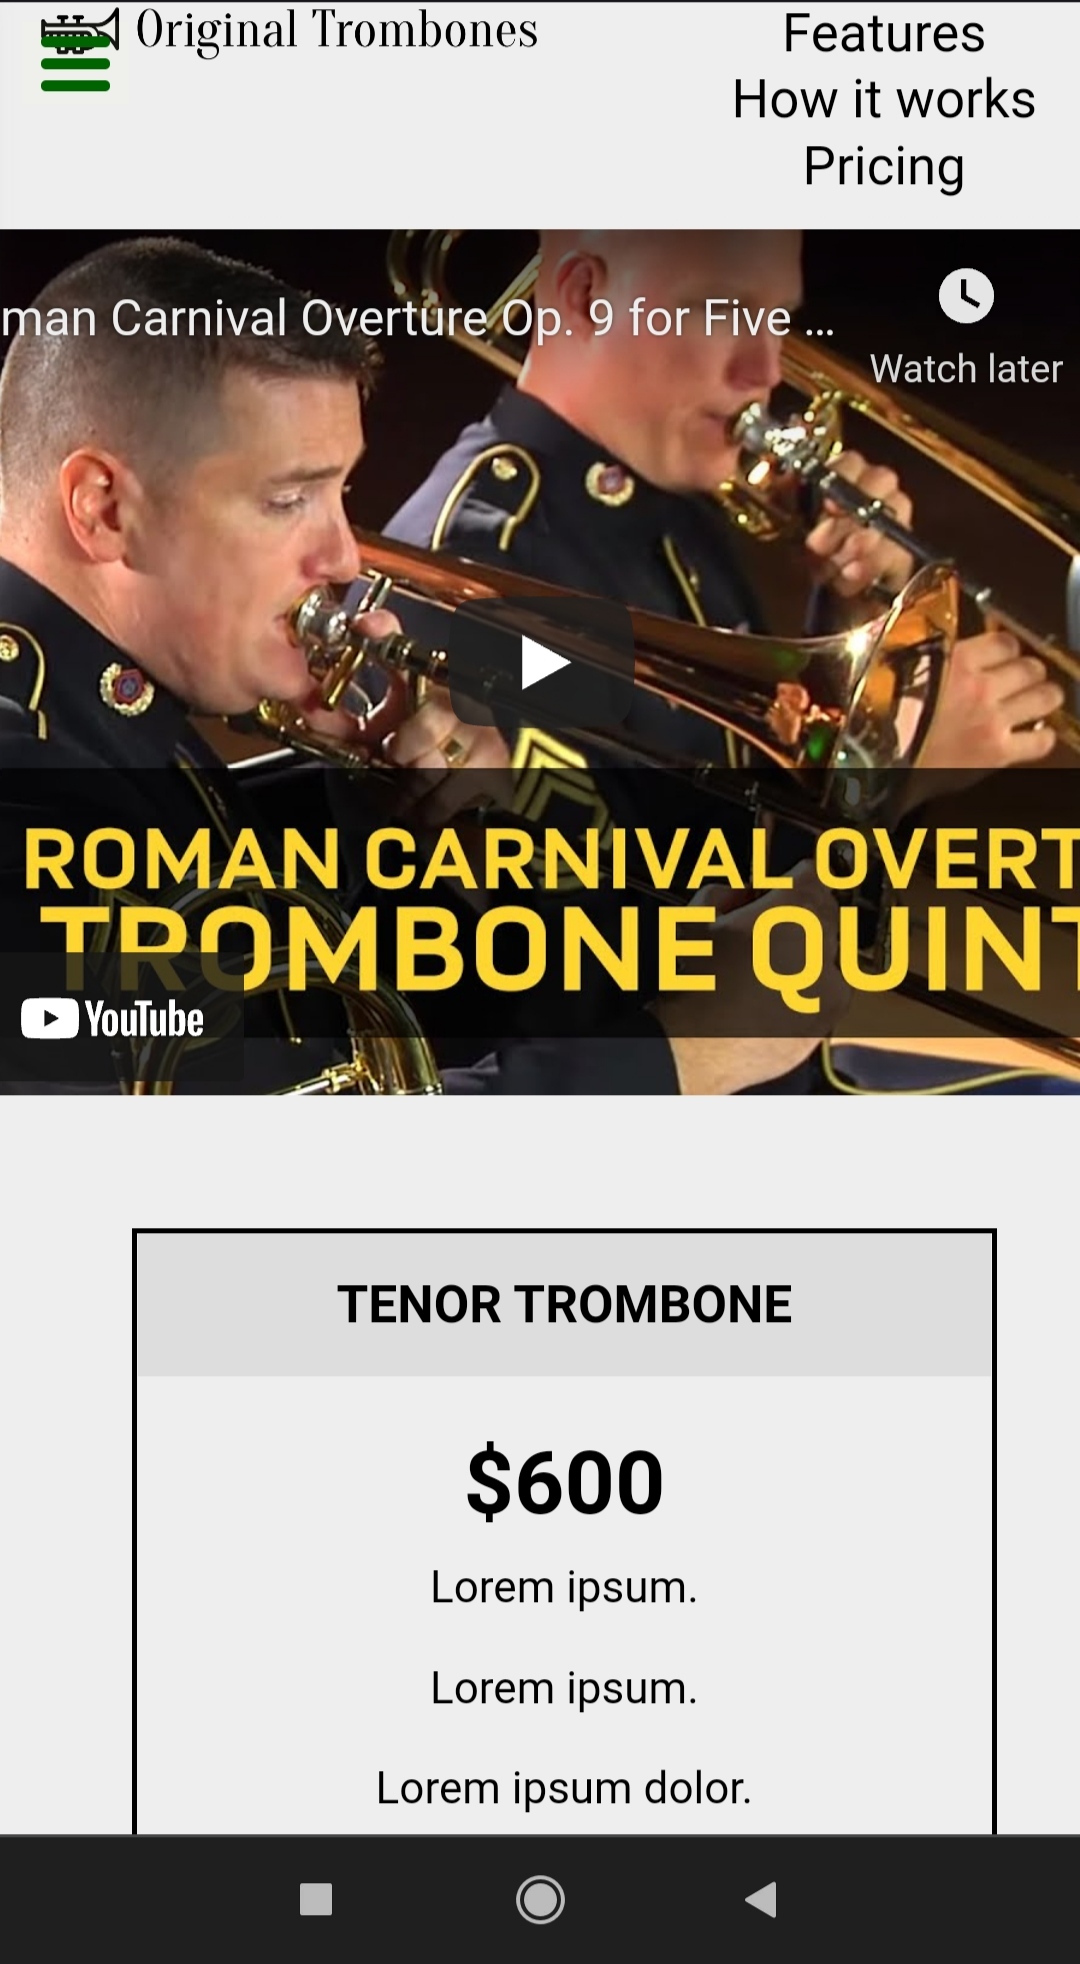 Original Trombones
Features
How it works
Pricing
man Carnival Overture Op. 9 for Five ...
Watch later
ROMAN CARNIVAL OVERT
TROMBONE QUINT
YouTube
TENOR TROMBONE
$600
Lorem ipsum.
Lorem ipsum.
Lorem ipsum dolor.